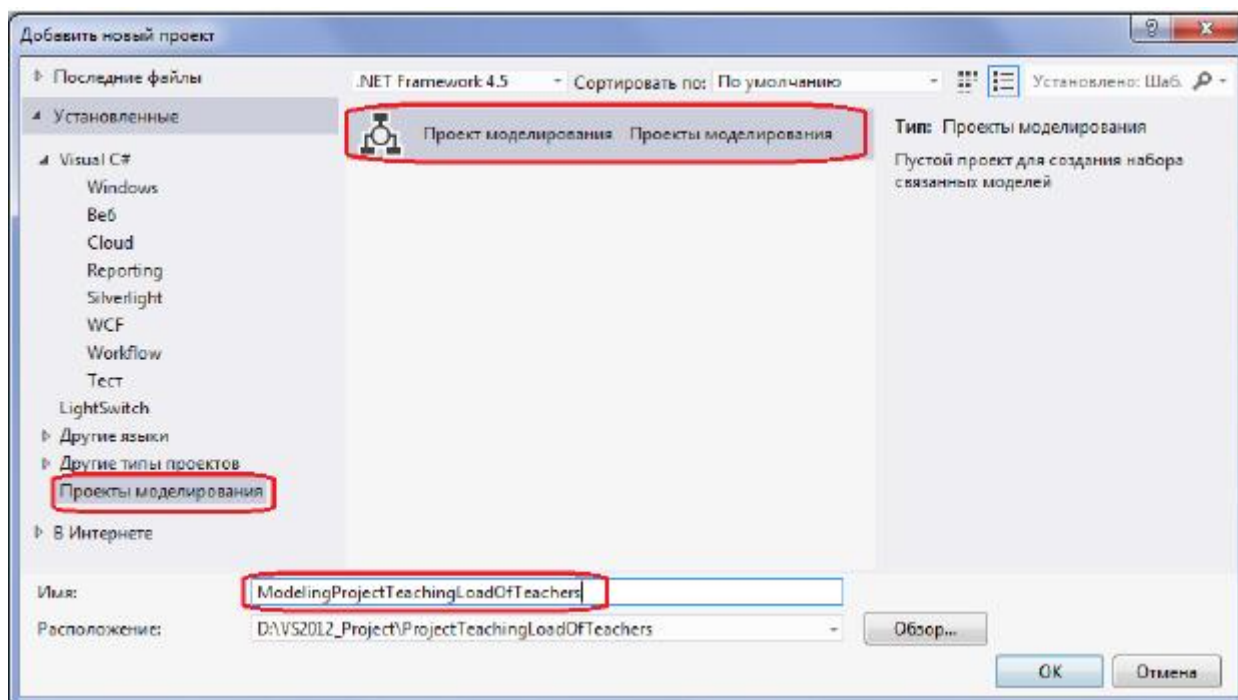 Добавить новый проект
Последние файлы
.NET Framework 4.5 Сортировать по: По умолчанию
Установлено: Шаб.
Установленные
Visual C#
Windows
Веб
Cloud
Reporting
Silverlight
WCF
Workflow
Тест
LightSwitch
Другие языки
Другие типы проектов
Проекты моделирования
В Интернете
Проект моделирования Проекты моделирования
Тип: Проекты моделирования
Пустой проект для создания набора
связанных моделей
Имя: ModelingProjectTeachingLoadOfTeachers
Расположение: D:\VS2012_Project\ProjectTeachingLoadOfTeachers Обзор...
OK Отмена